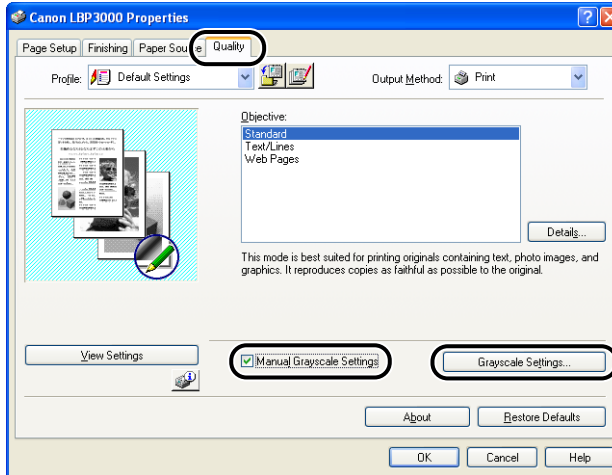 Canon LBP3000 Properties
Page Setup Finishing Paper Source Quality
Profile: Default Settings Output Method: Print
Objective:
Standard
Text/Lines
Web Pages
Details...
This mode is best suited for printing originals containing text, photo images, and
graphics. It reproduces copies as faithful as possible to the original.
View Settings Manual Grayscale Settings Grayscale Settings...
About Restore Defaults
OK Cancel Help